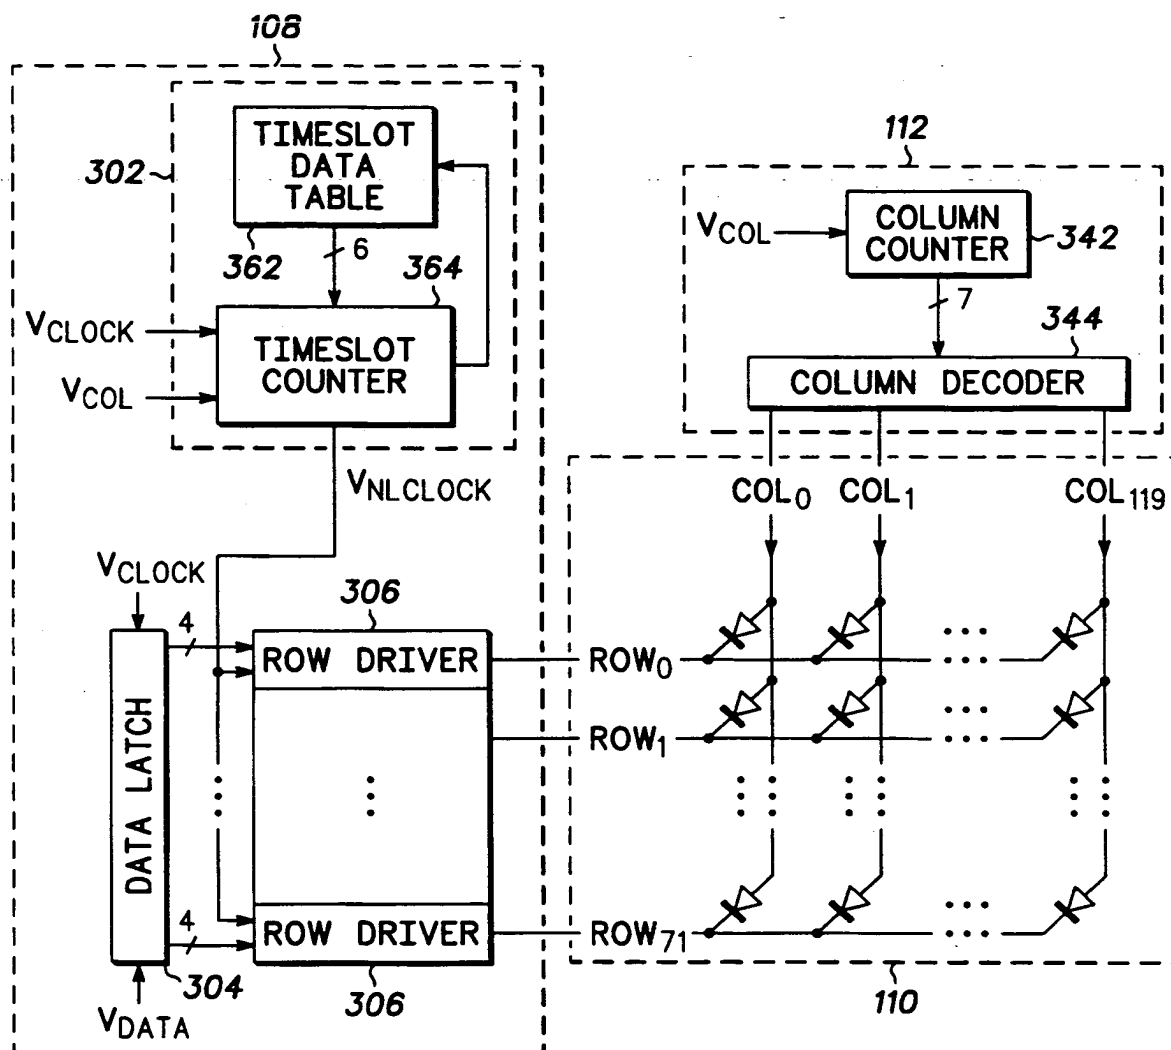 108
302
TIMESLOT
DATA
TABLE
362
6
364
VCLOCK
VCOL
TIMESLOT
COUNTER
VNLCLOCK
112
VCOL
COLUMN
COUNTER
342
7
344
COLUMN DECODER
COL0 COL1 COL119
VCLOCK
4
306
ROW DRIVER
ROW0
ROW1
DATA LATCH
4
ROW DRIVER
ROW71
304
306
110
VDATA